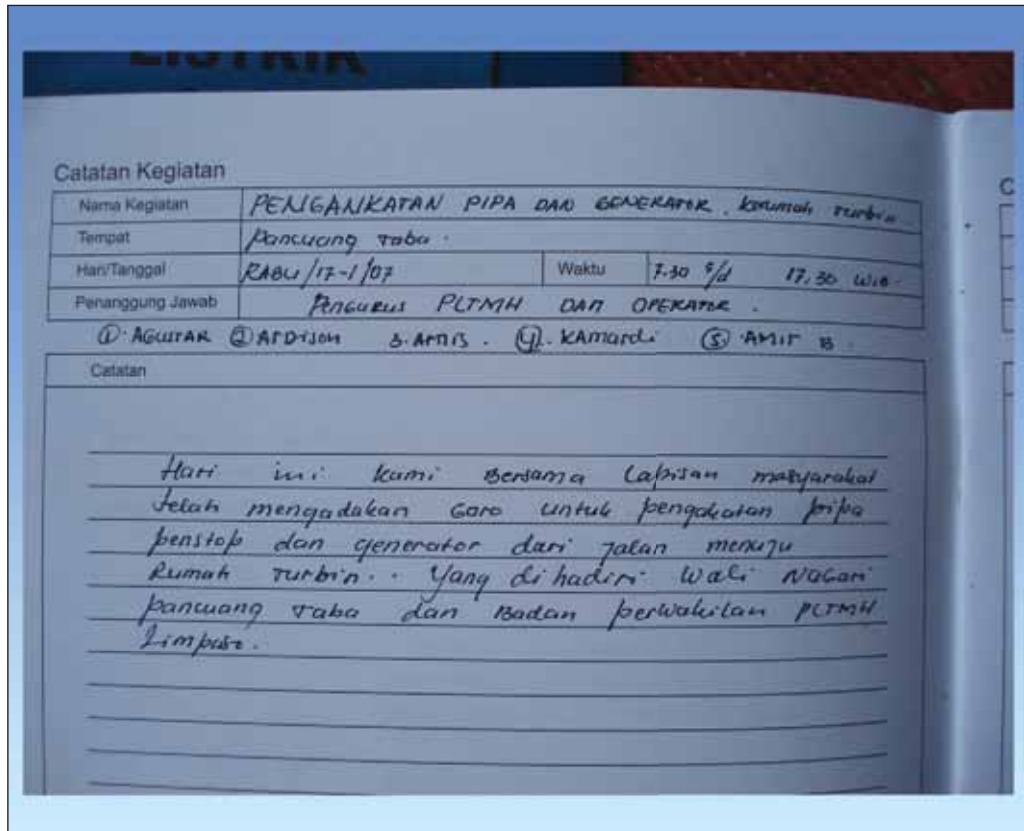 LISTRIK
Catatan Kegiatan
Nama Kegiatan PENGANKATAN PIPA DAN GENERATOR. kerumah turbin
Tempat Pancuang Taba.
Hari/Tanggal RABU/17-1/07 Waktu 7.30 s/d 17.30 WIB.
Penanggung Jawab PENGURUS PLTMH DAN OPERATOR.
① AGUSTAR ② ARDISON 3. ARNIS. ④. KAmardi ⑤ AMIR B.
Catatan
Hari ini kami Bersama Lapisan masyarakat
telah mengadakan Goro untuk pengakatan pipa
penstop dan generator dari jalan menuju
Rumah Turbin.. Yang di hadiri Wali NaGari
pancuang Taba dan Badan perwakilan PLTMH